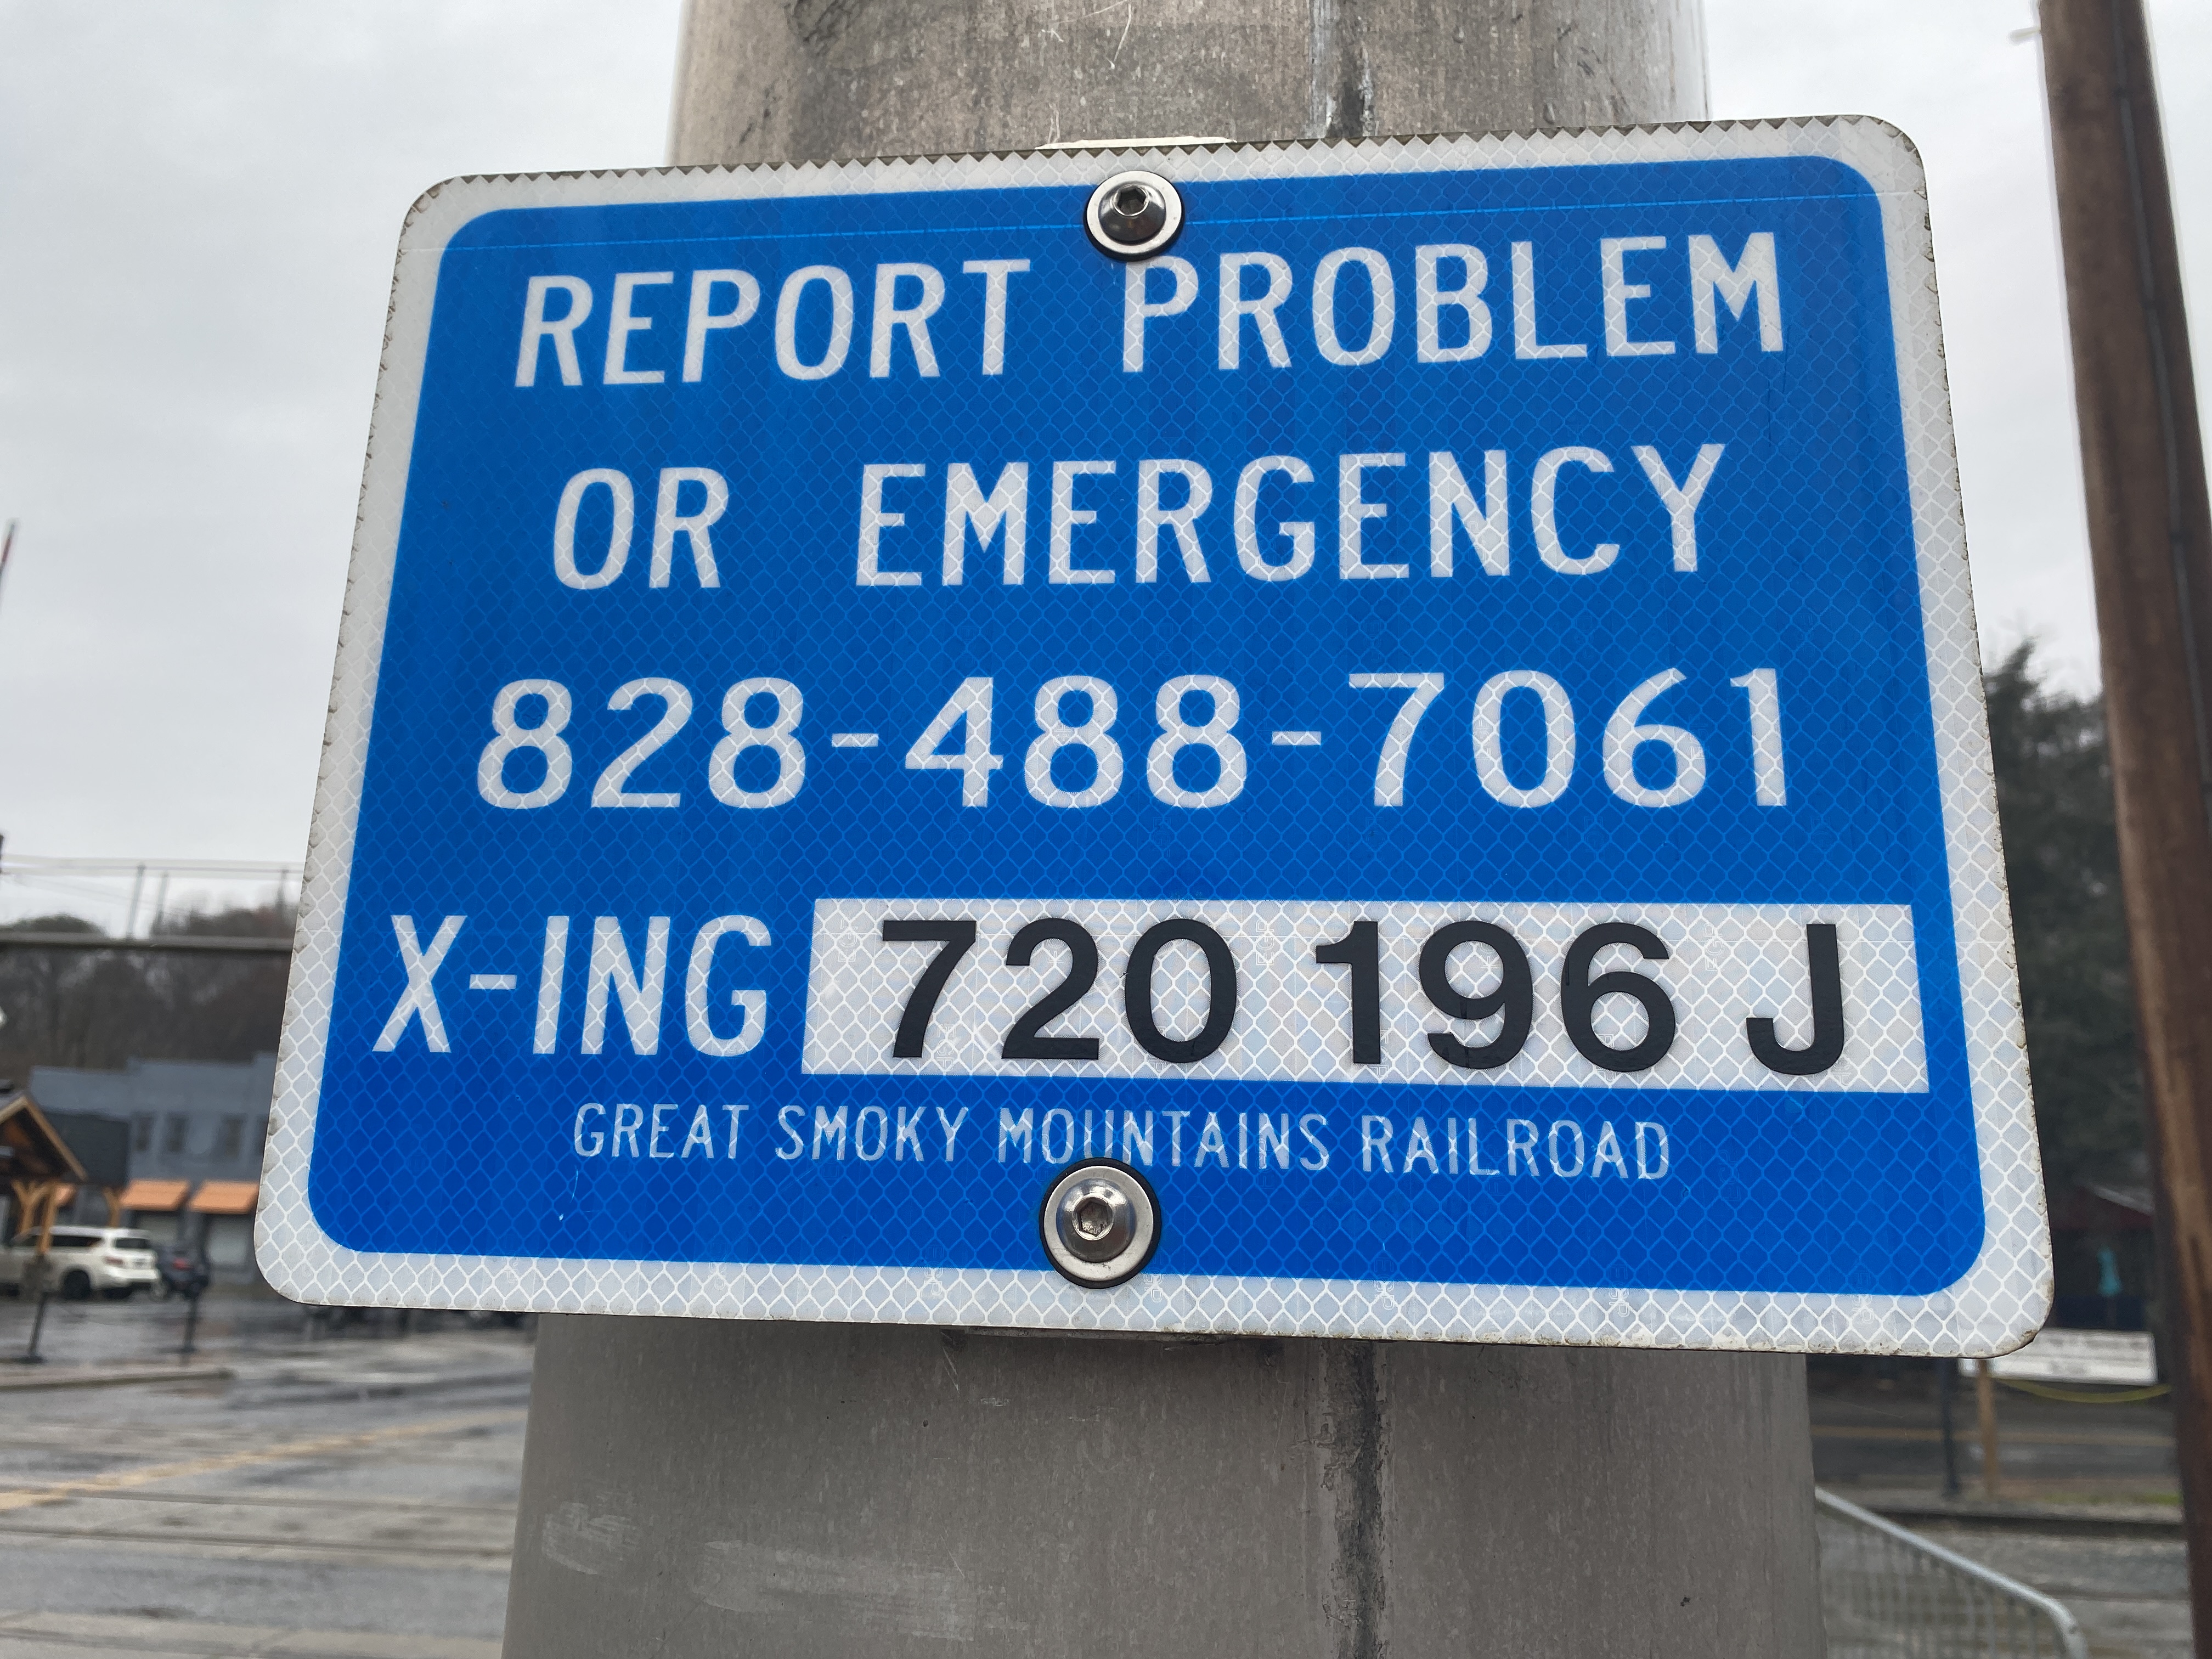 REPORT PROBLEM
OR EMERGENCY
828-488-7061
X-ING 720 196 J
GREAT SMOKY MOUNTAINS RAILROAD